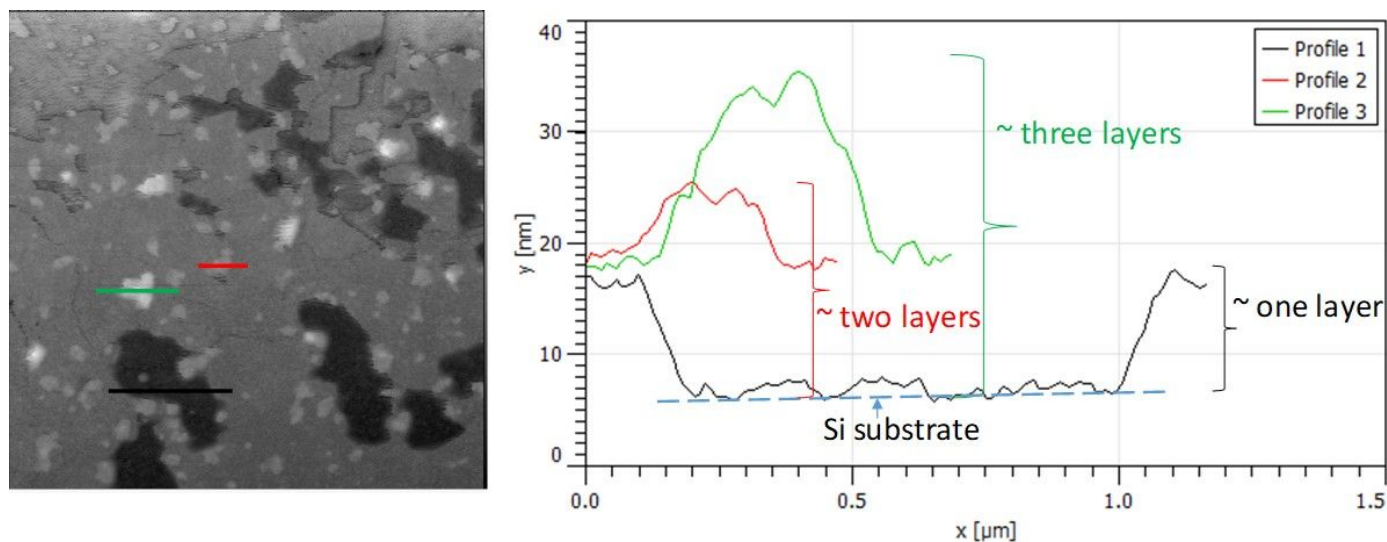 40
30
20
10
0
y [nm]
Profile 1
Profile 2
Profile 3
~ three layers
~ two layers
~ one layer
Si substrate
0.0 0.5 1.0 1.5
x [µm]